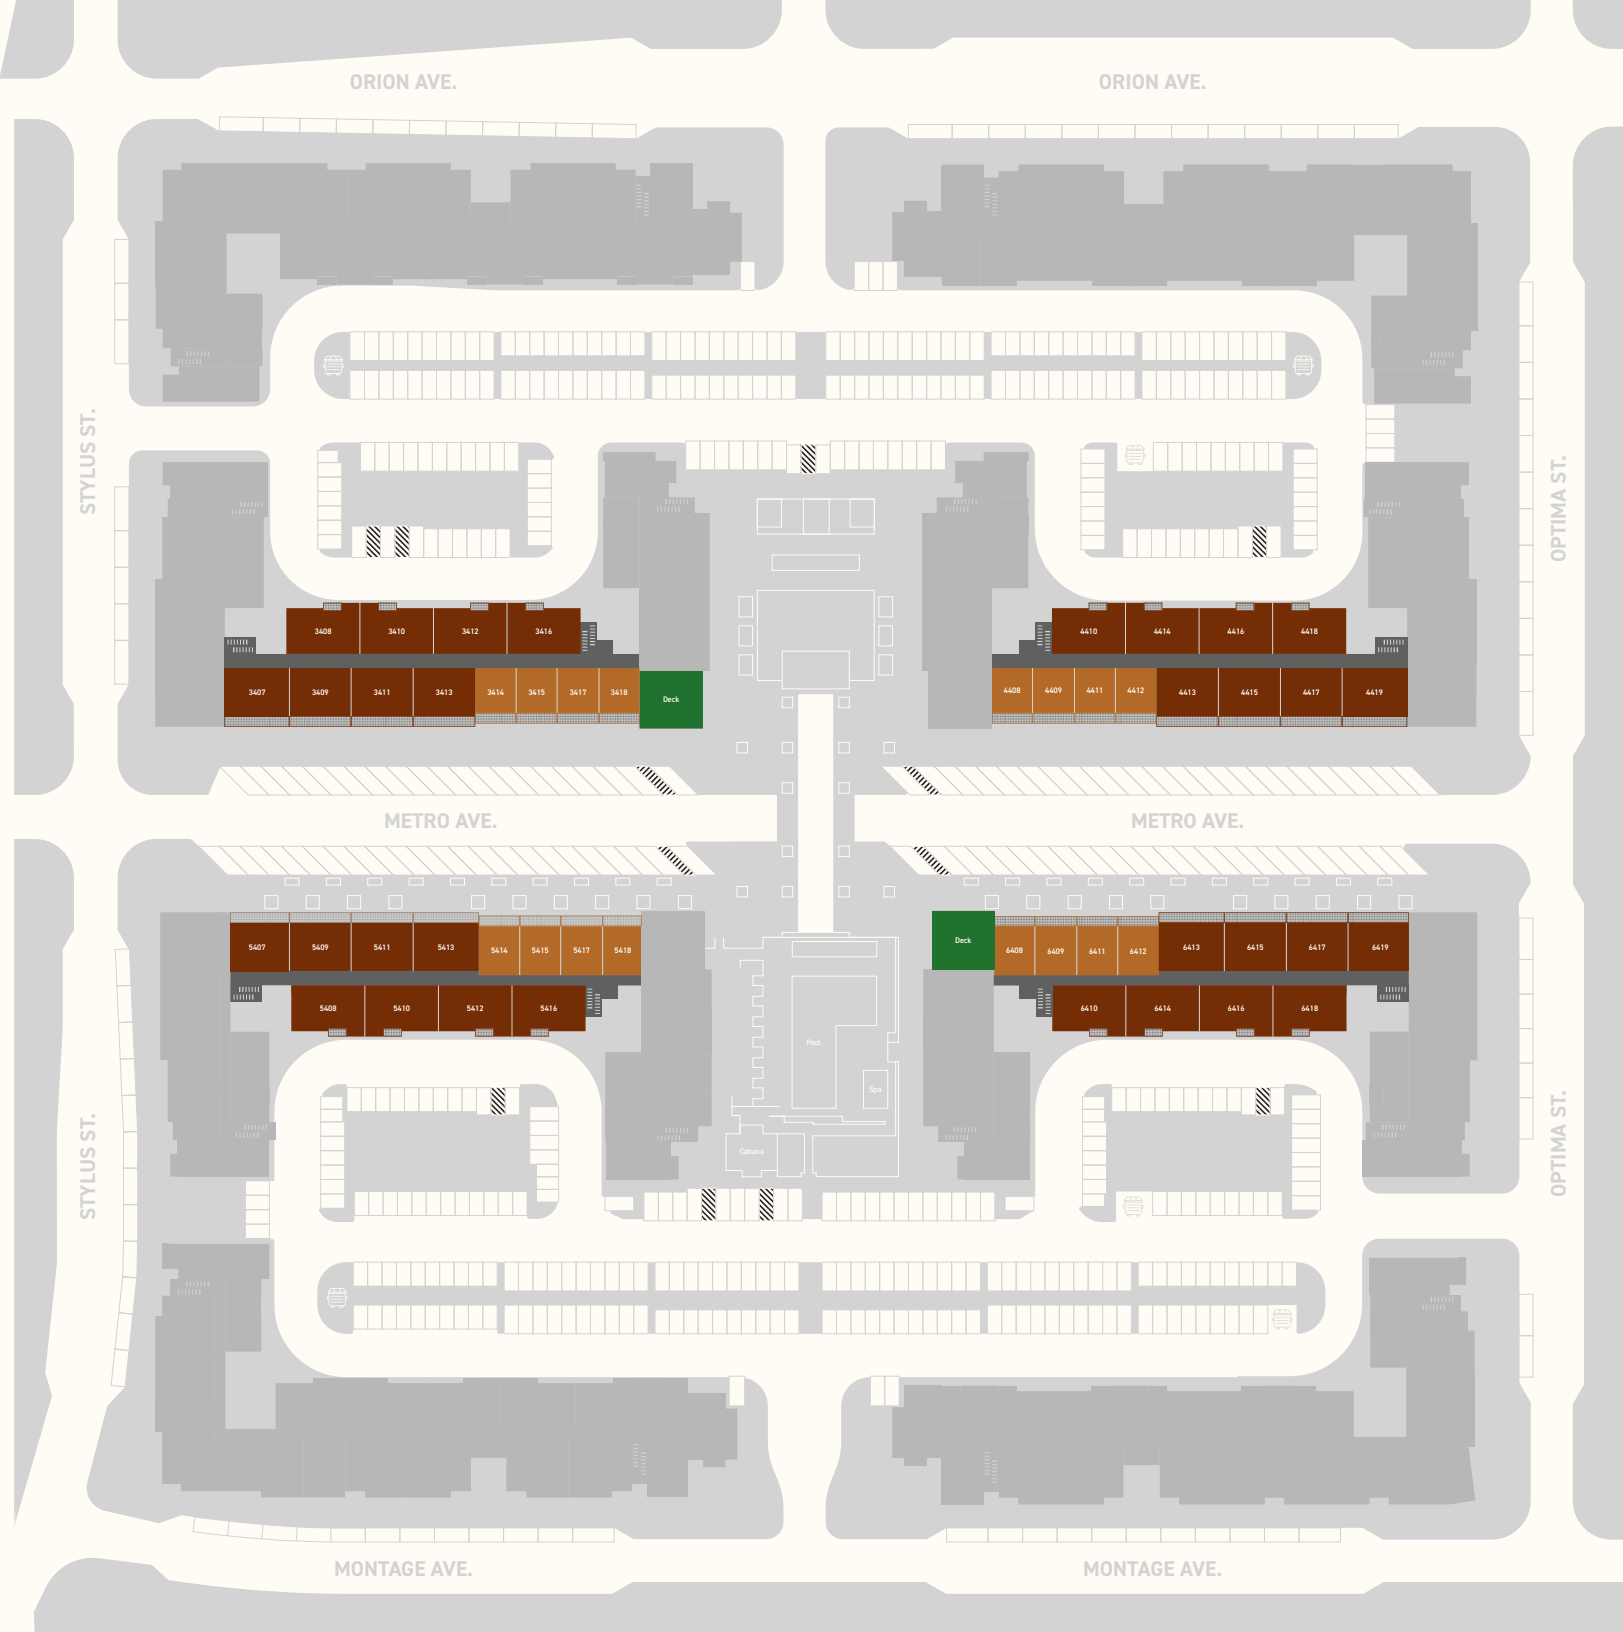 ORION AVE.
ORION AVE.
STYLUS ST.
OPTIMA ST.
3408 3410 3412 3416
4410 4414 4416 4418
3407 3409 3411 3413 3414 3415 3417 3418 Deck
4408 4409 4411 4412 4413 4415 4417 4419
METRO AVE.
METRO AVE.
5407 5409 5411 5413 5414 5415 5417 5418
Deck 6408 6409 6411 6412 6413 6415 6417 6419
5408 5410 5412 5416
6410 6414 6416 6418
Pool
Spa
Cabana
STYLUS ST.
OPTIMA ST.
MONTAGE AVE.
MONTAGE AVE.